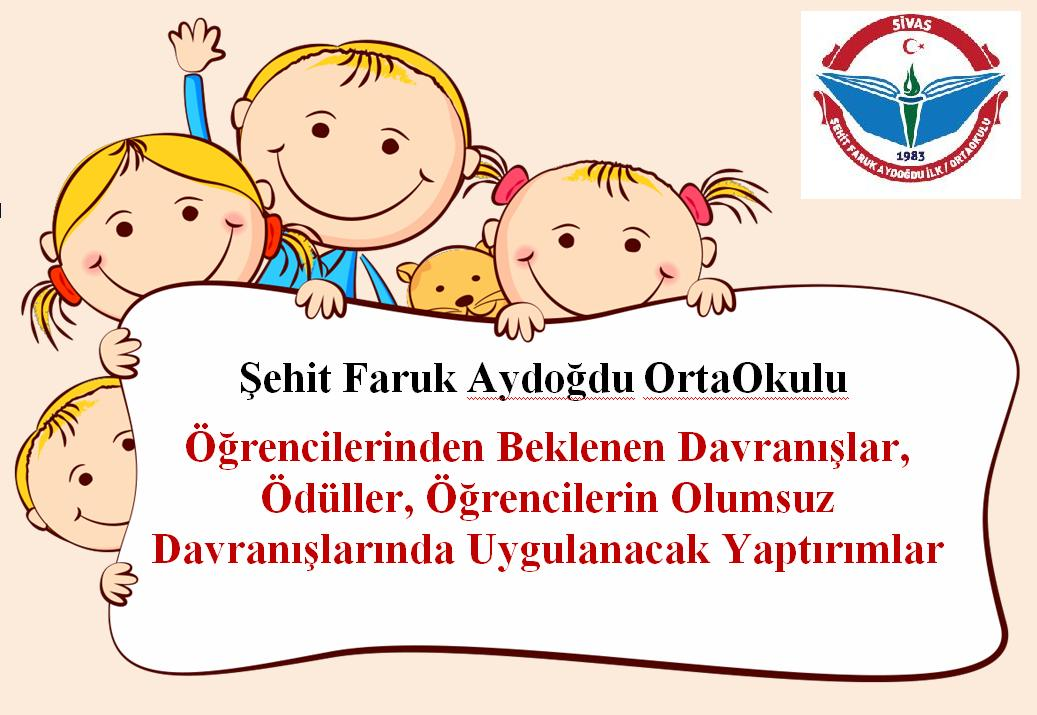 SİVAS
1983
ŞEHİT FARUK AYDOĞDU İLK / ORTAOKULU
Şehit Faruk Aydoğdu OrtaOkulu
Öğrencilerinden Beklenen Davranışlar,
Ödüller, Öğrencilerin Olumsuz
Davranışlarında Uygulanacak Yaptırımlar